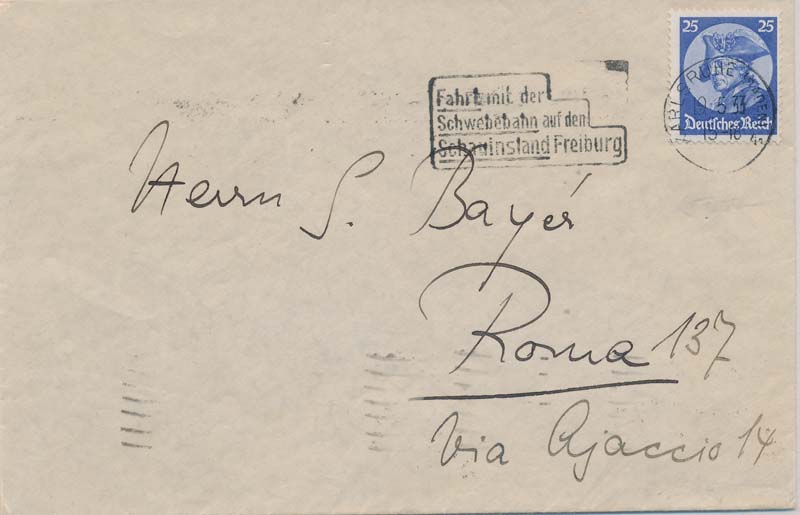 25 25
Deutsches Reich
Fahrt mit der
Schwebebahn auf den
Schauinsland Freiburg
Herrn S. Bayer
Roma 137
Via Ajaccio 14